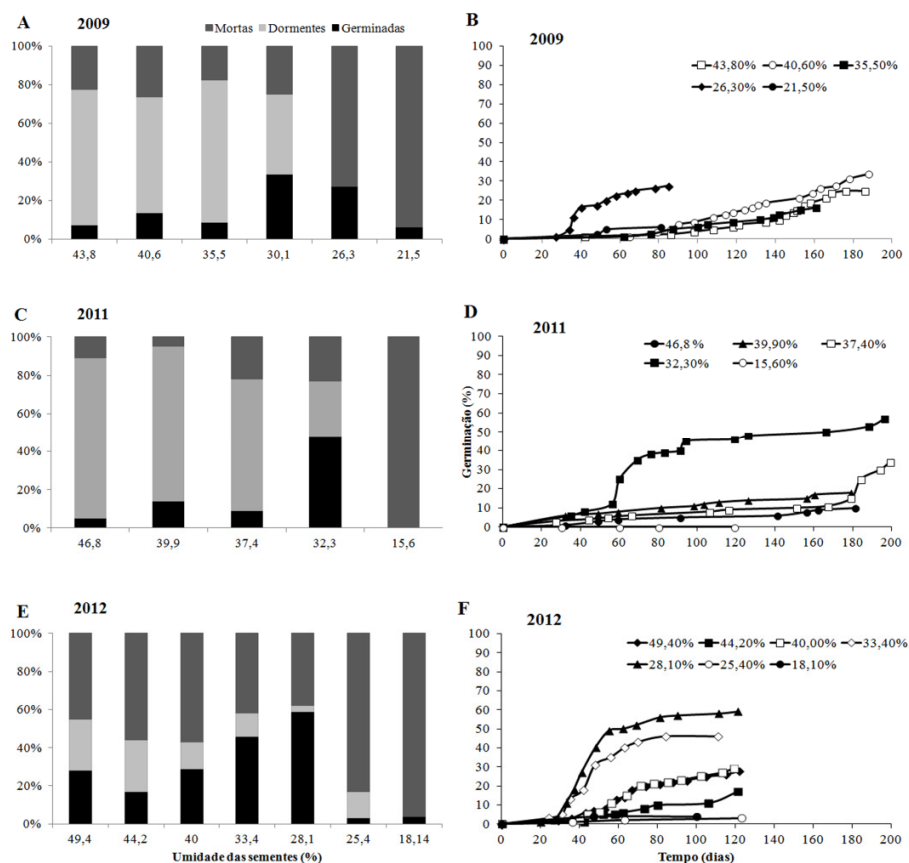 A 2009
Mortas Dormentes Germinadas
100%
80%
60%
40%
20%
0%
43,8 40,6 35,5 30,1 26,3 21,5
B 2009
43,80% 40,60% 35,50%
26,30% 21,50%
100
90
80
70
60
50
40
30
20
10
0
0 20 40 60 80 100 120 140 160 180 200
C 2011
100%
80%
60%
40%
20%
0%
46,8 39,9 37,4 32,3 15,6
D 2011
46,8 % 39,90% 37,40%
32,30% 15,60%
Germinação (%)
100
90
80
70
60
50
40
30
20
10
0
0 20 40 60 80 100 120 140 160 180 200
E 2012
100%
80%
60%
40%
20%
0%
49,4 44,2 40 33,4 28,1 25,4 18,14
Umidade das sementes (%)
F 2012
49,40% 44,20% 40,00% 33,40%
28,10% 25,40% 18,10%
100
90
80
70
60
50
40
30
20
10
0
0 20 40 60 80 100 120 140 160 180 200
Tempo (dias)